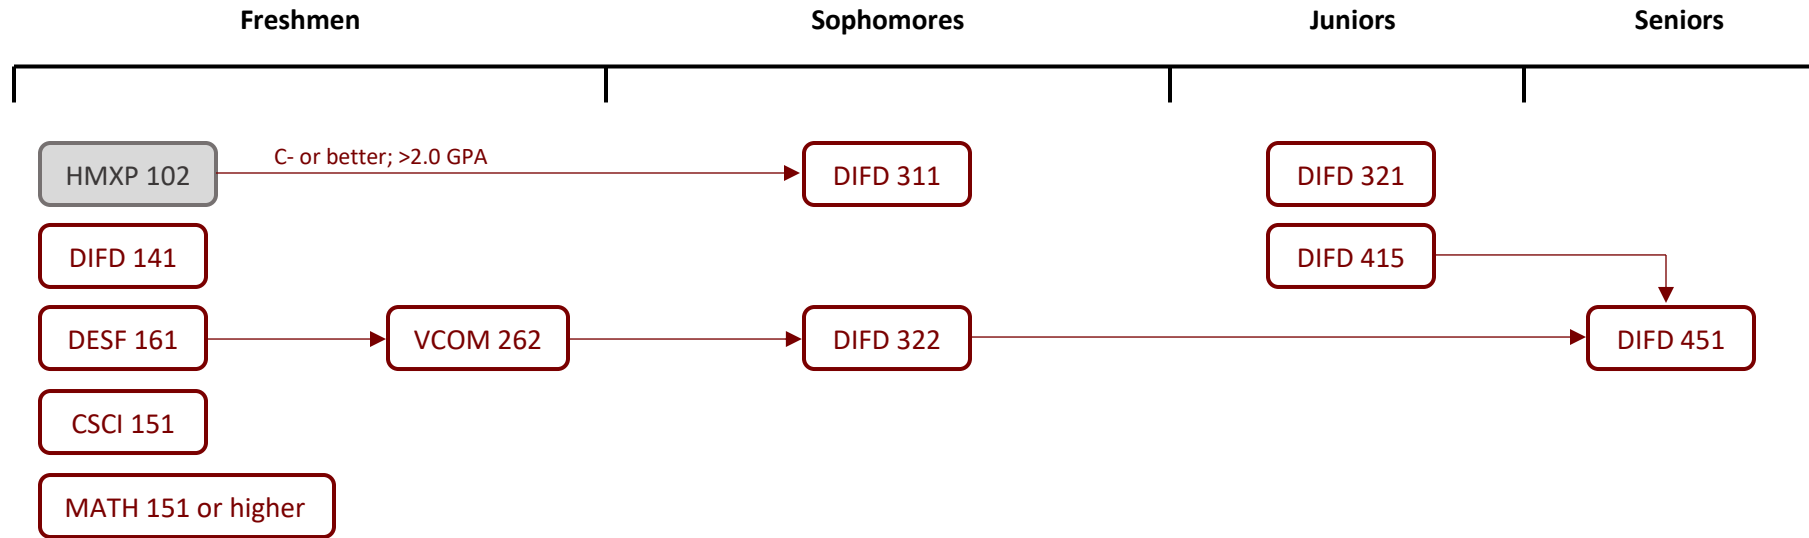 Freshmen
Sophomores
Juniors
Seniors
HMXP 102
C- or better; >2.0 GPA
DIFD 311
DIFD 321
DIFD 141
DIFD 415
DESF 161
VCOM 262
DIFD 322
DIFD 451
CSCI 151
MATH 151 or higher